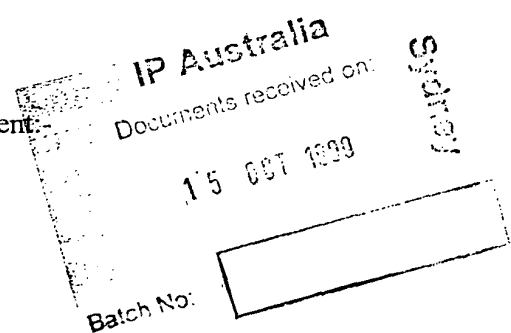 IP Australia
ent:-
Documents received on:
15 OCT 1999
Sydney
Batch No: